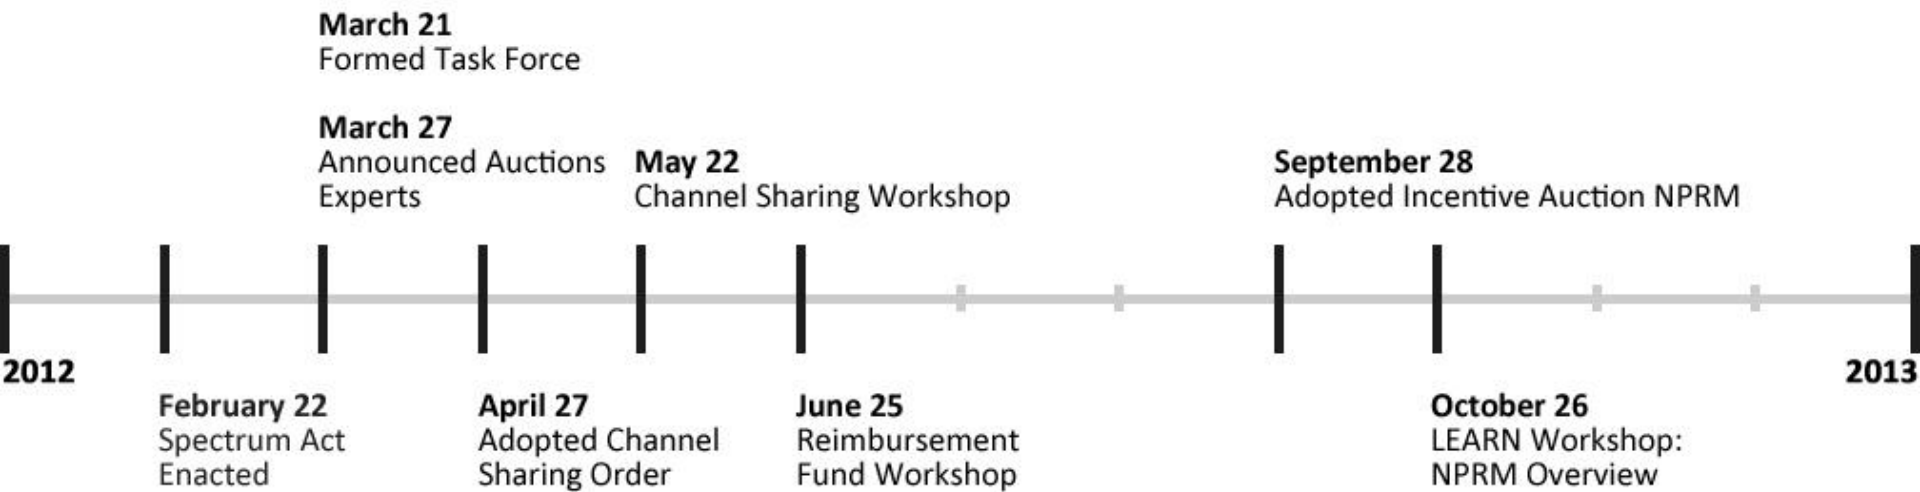 March 21
Formed Task Force
March 27
Announced Auctions
Experts
May 22
Channel Sharing Workshop
September 28
Adopted Incentive Auction NPRM
2012
2013
February 22
Spectrum Act
Enacted
April 27
Adopted Channel
Sharing Order
June 25
Reimbursement
Fund Workshop
October 26
LEARN Workshop:
NPRM Overview